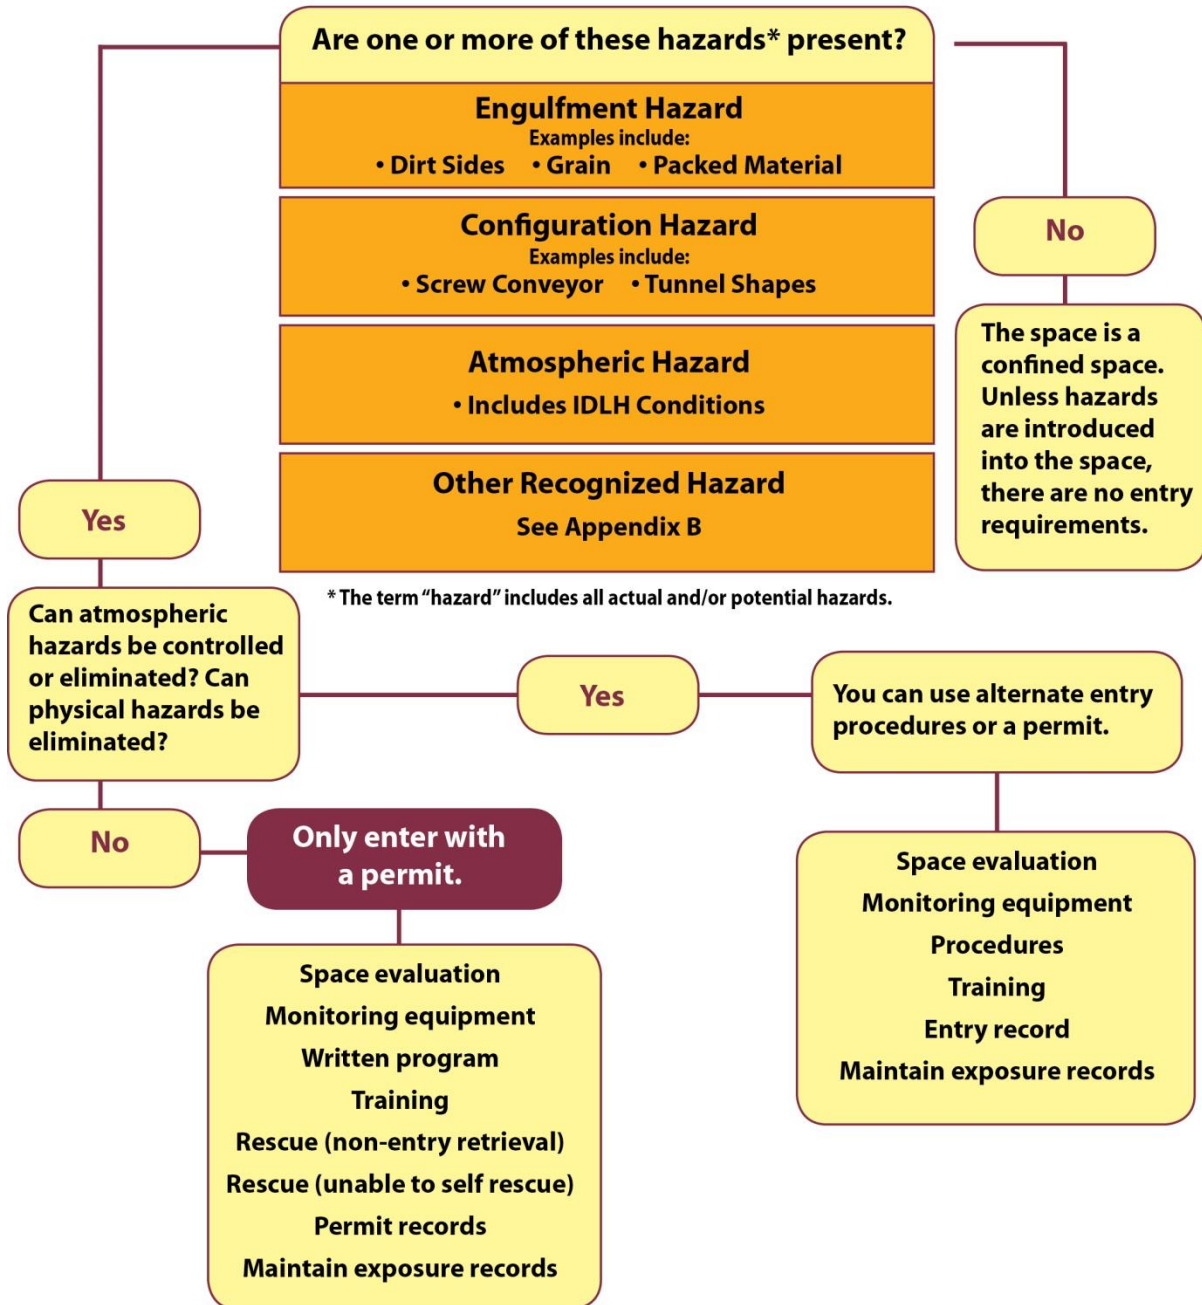 Are one or more of these hazards* present?
Engulfment Hazard
Examples include:
• Dirt Sides • Grain • Packed Material
Configuration Hazard
Examples include:
• Screw Conveyor • Tunnel Shapes
Atmospheric Hazard
• Includes IDLH Conditions
Other Recognized Hazard
See Appendix B
* The term "hazard" includes all actual and/or potential hazards.
No
The space is a
confined space.
Unless hazards
are introduced
into the space,
there are no entry
requirements.
Yes
Can atmospheric
hazards be controlled
or eliminated? Can
physical hazards be
eliminated?
Yes
You can use alternate entry
procedures or a permit.
Space evaluation
Monitoring equipment
Procedures
Training
Entry record
Maintain exposure records
No
Only enter with
a permit.
Space evaluation
Monitoring equipment
Written program
Training
Rescue (non-entry retrieval)
Rescue (unable to self rescue)
Permit records
Maintain exposure records